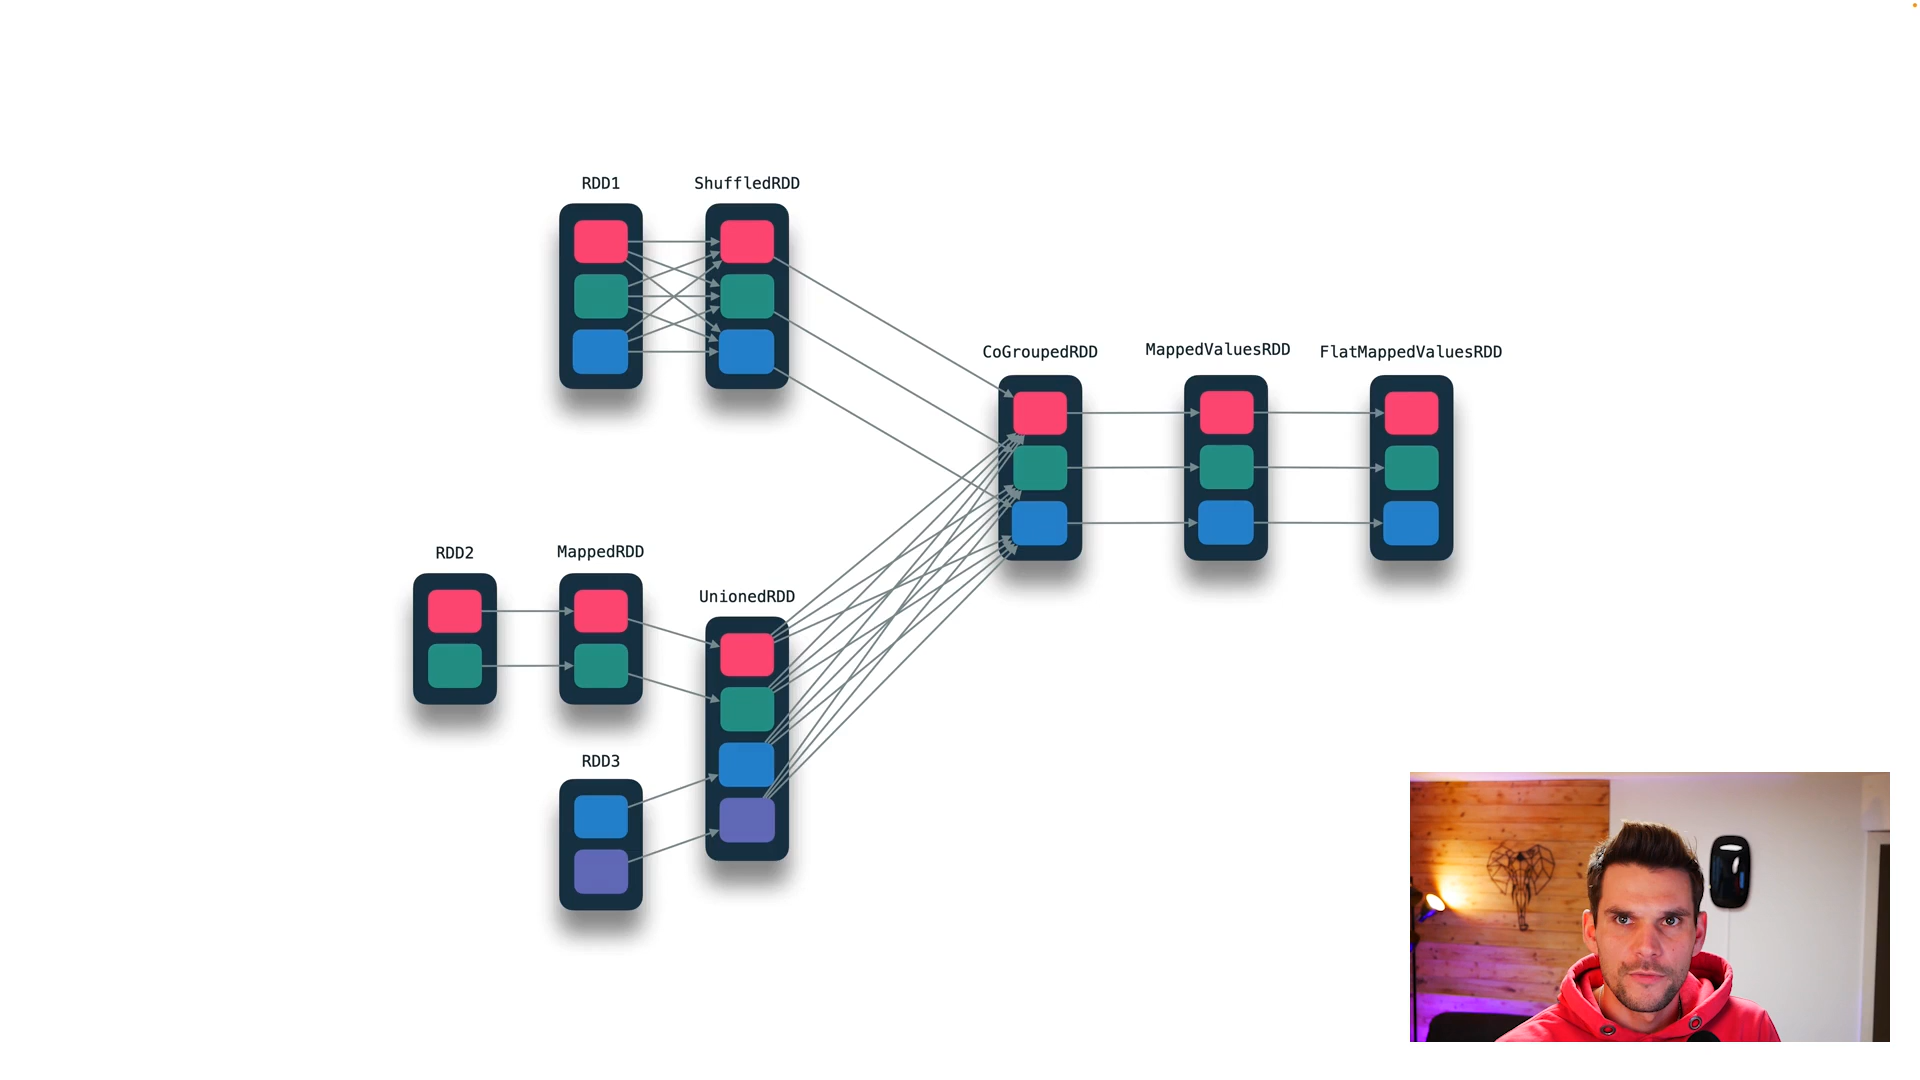 RDD1
ShuffledRDD
CoGroupedRDD
MappedValuesRDD
FlatMappedValuesRDD
RDD2
MappedRDD
UnionedRDD
RDD3